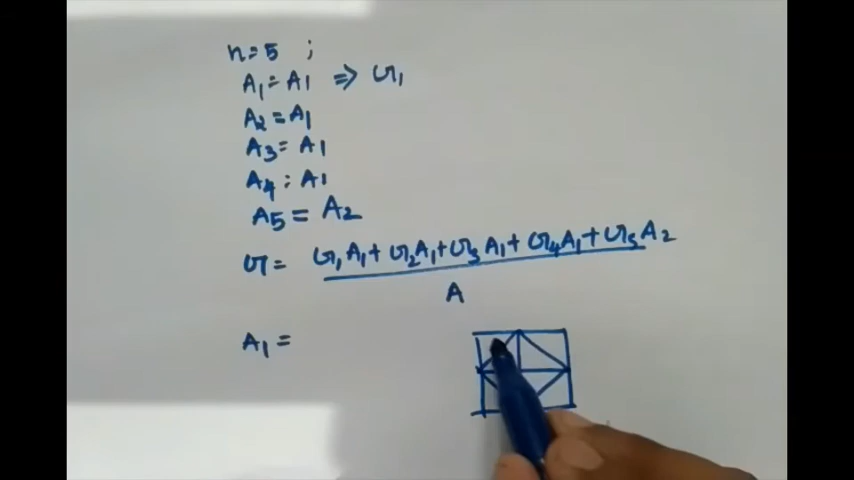 n=5 ;
A₁=A1 ⇒ σ₁
A₂=A₁
A₃=A₁
A₄:A1
A₅=A₂
σ= σ₁A₁+σ₂A₁+σ₃A₁+σ₄A₁+σ₅A₂
A
A₁=